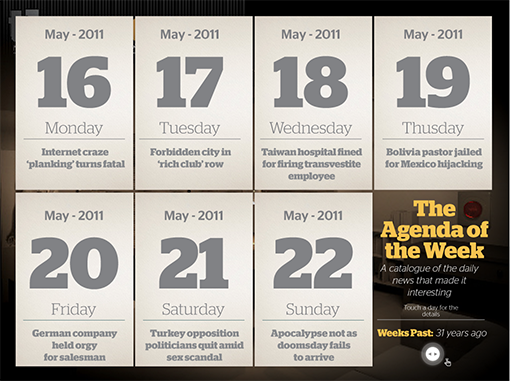 May - 2011
16
Monday
Internet craze
'planking' turns fatal
May - 2011
17
Tuesday
Forbidden city in
'rich club' row
May - 2011
18
Wednesday
Taiwan hospital fined
for firing transvestite
employee
May - 2011
19
Thusday
Bolivia pastor jailed
for Mexico hijacking
May - 2011
20
Friday
German company
held orgy
for salesman
May - 2011
21
Saturday
Turkey opposition
politicians quit amid
sex scandal
May - 2011
22
Sunday
Apocalypse not as
doomsday fails
to arrive
The
Agenda of
the Week
A catalogue of the daily
news that made it
interesting
Touch a day for the
details
Weeks Past: 31 years ago